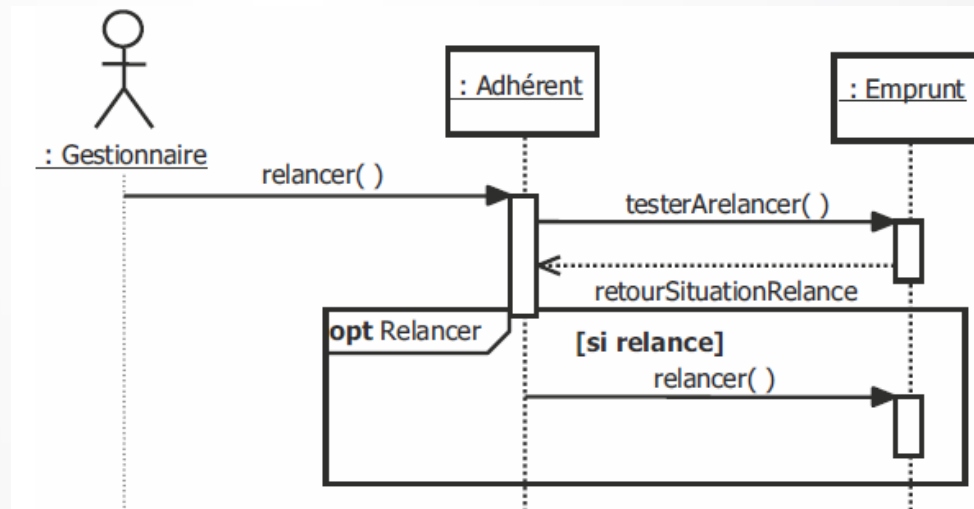 : Adhérent
: Emprunt
: Gestionnaire
relancer( )
testerArelancer( )
retourSituationRelance
opt Relancer
[si relance]
relancer( )